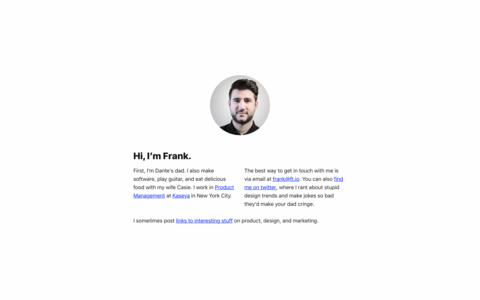 Hi, I'm Frank.
First, I'm Dante's dad. I also make
software, play guitar, and eat delicious
food with my wife Casie. I work in Product
Management at Kaseya in New York City.
The best way to get in touch with me is
via email at frank@ft.io. You can also find
me on twitter, where I rant about stupid
design trends and make jokes so bad
they'd make your dad cringe.
I sometimes post links to interesting stuff on product, design, and marketing.